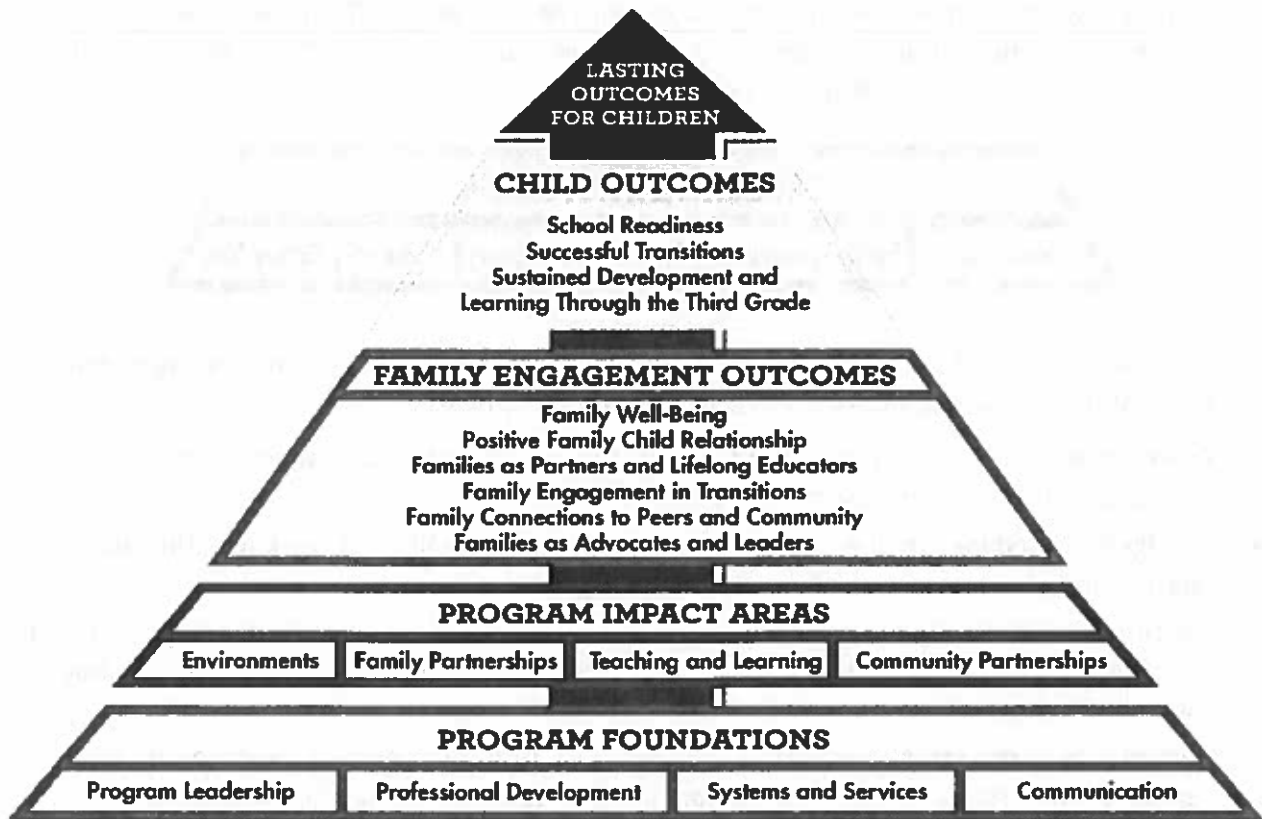 LASTING
OUTCOMES
FOR CHILDREN
CHILD OUTCOMES
School Readiness
Successful Transitions
Sustained Development and
Learning Through the Third Grade
FAMILY ENGAGEMENT OUTCOMES
Family Well-Being
Positive Family Child Relationship
Families as Partners and Lifelong Educators
Family Engagement in Transitions
Family Connections to Peers and Community
Families as Advocates and Leaders
PROGRAM IMPACT AREAS
Environments Family Partnerships Teaching and Learning Community Partnerships
PROGRAM FOUNDATIONS
Program Leadership Professional Development Systems and Services Communication